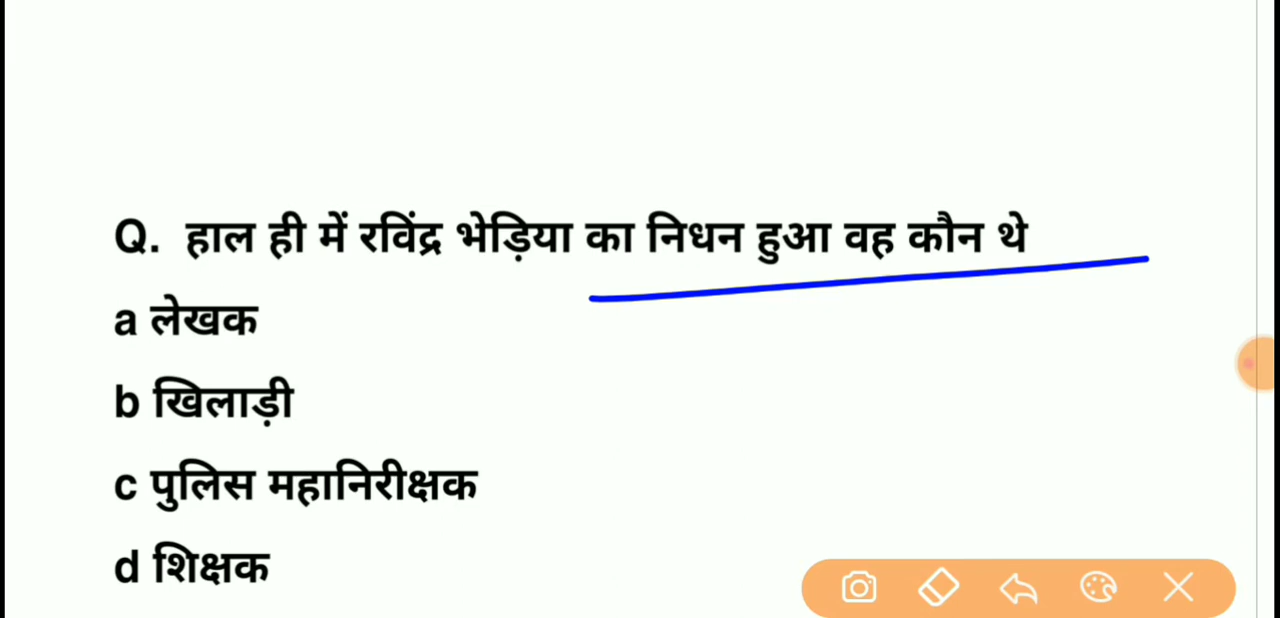 Q. हाल ही में रविंद्र भेड़िया का निधन हुआ वह कौन थे
a लेखक
b खिलाड़ी
c पुलिस महानिरीक्षक
d शिक्षक